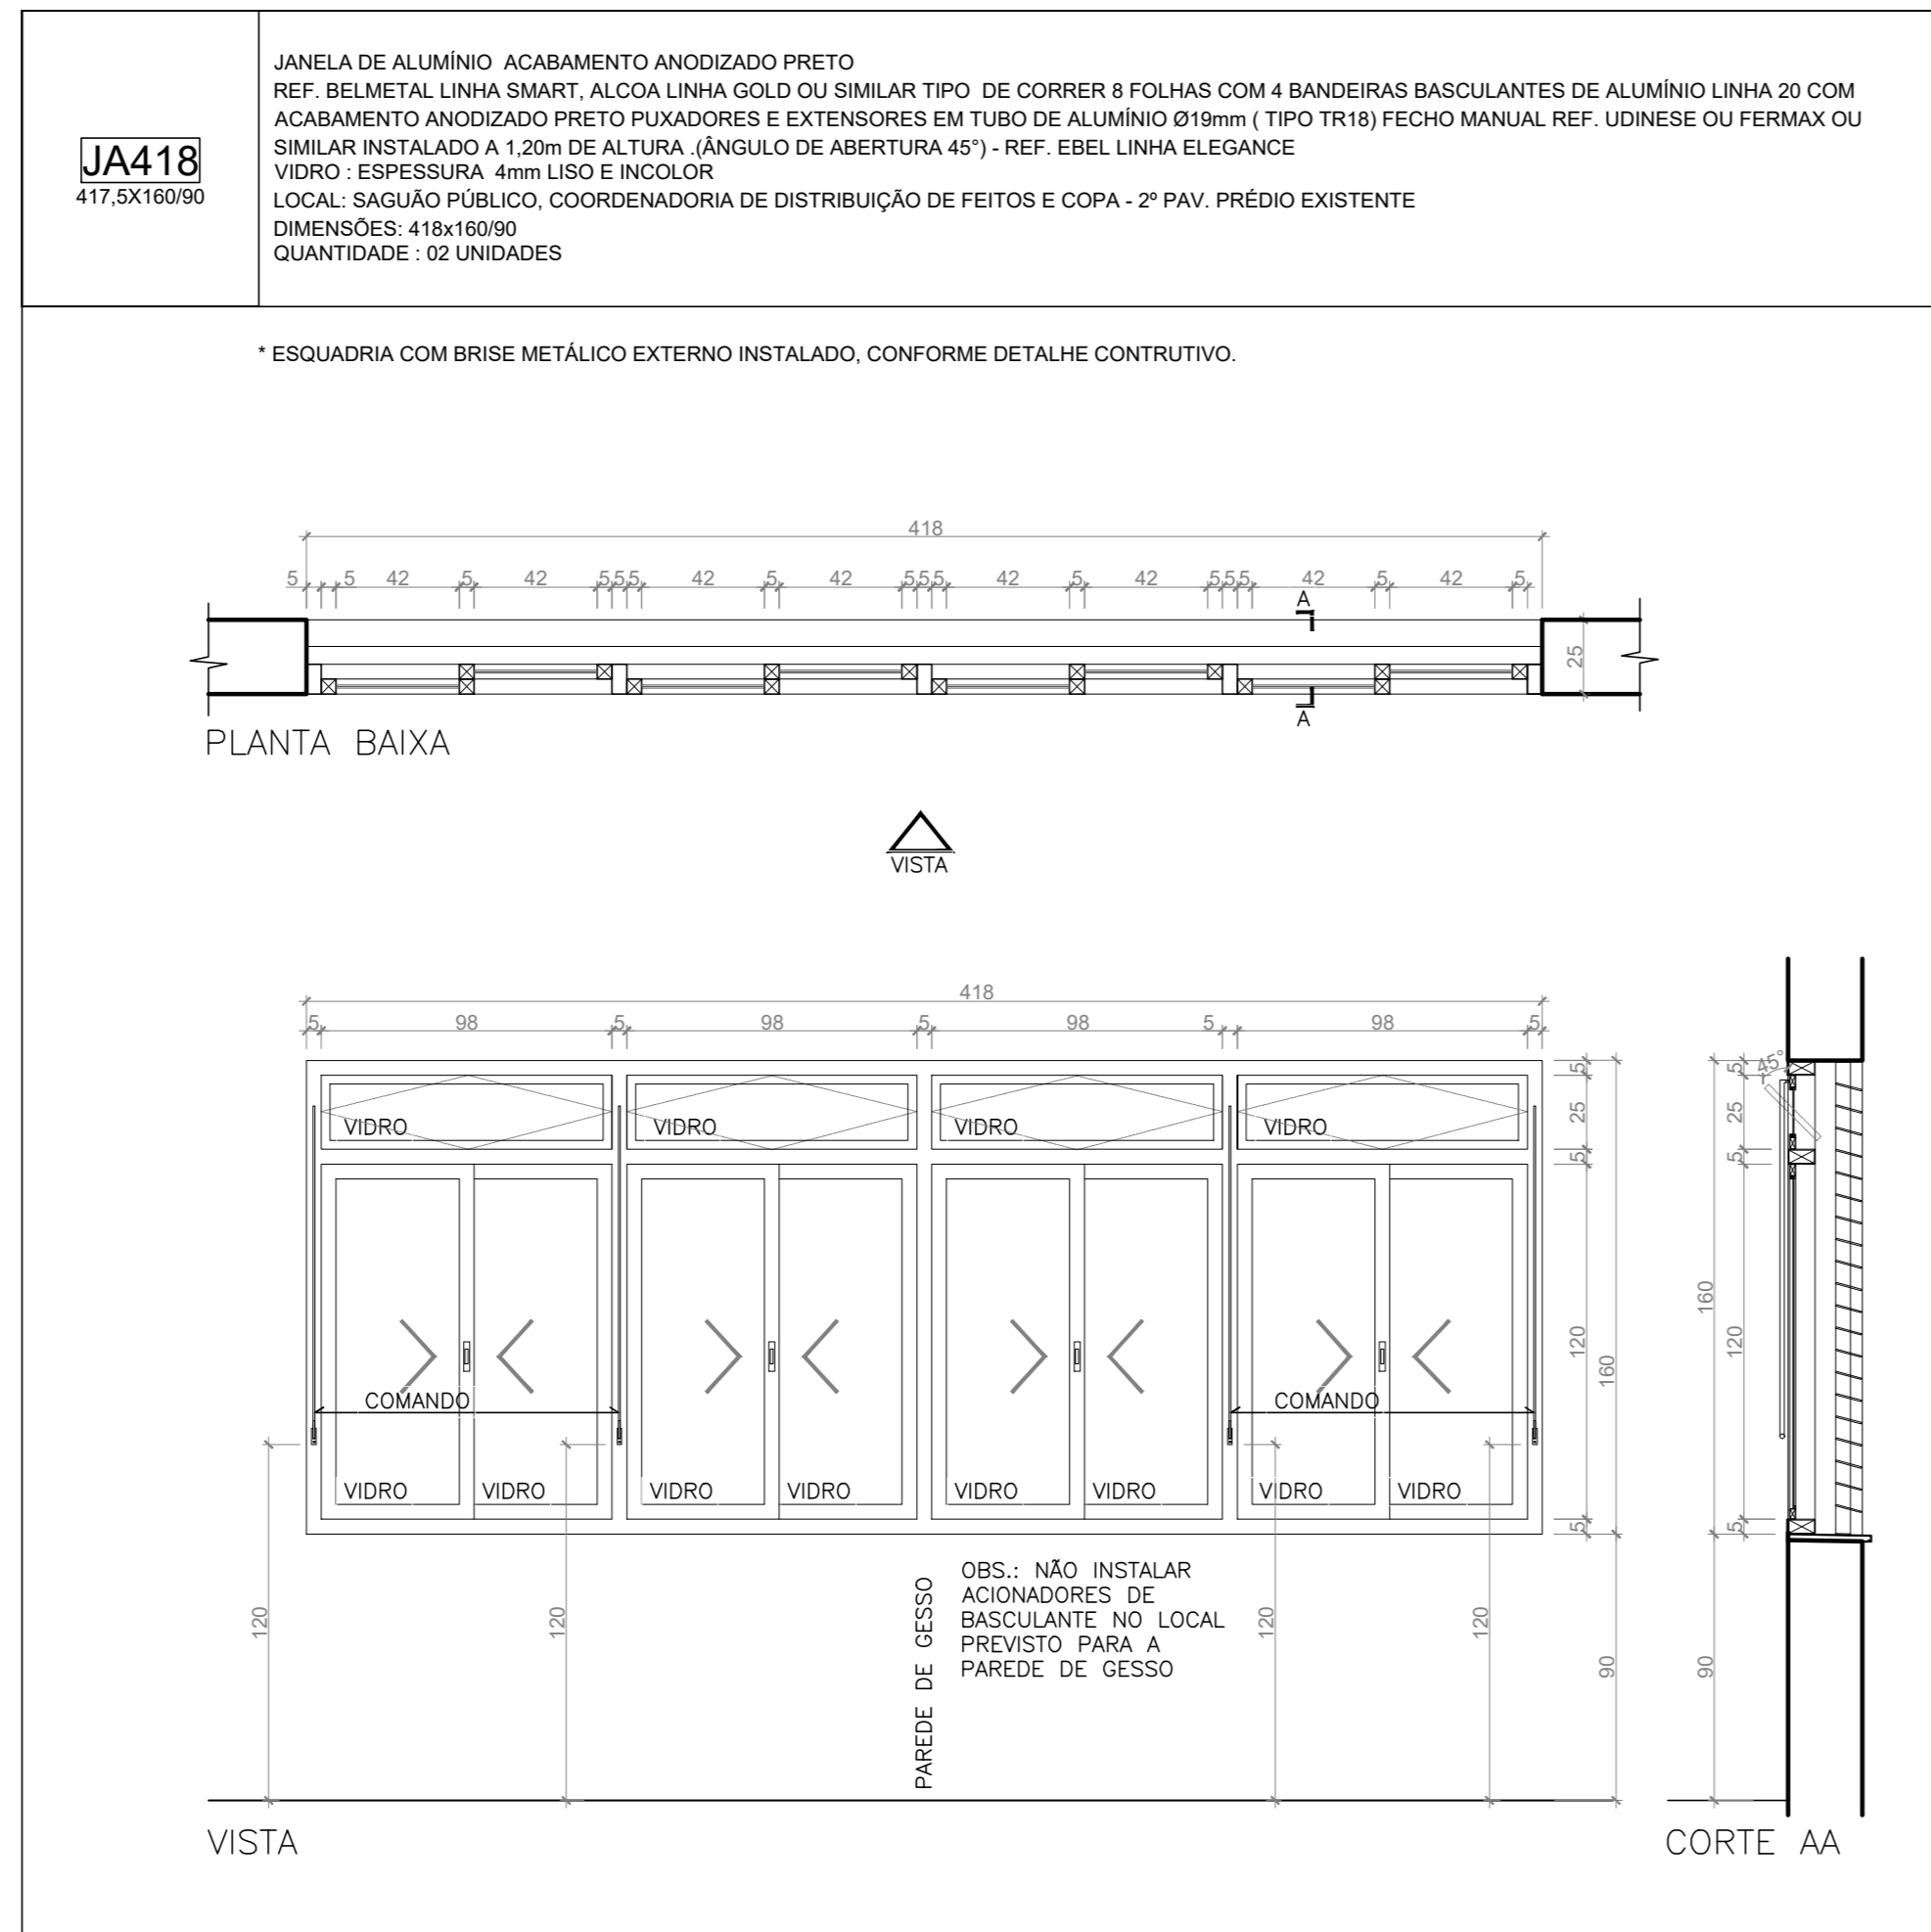 JA418
417,5X160/90
JANELA DE ALUMÍNIO ACABAMENTO ANODIZADO PRETO
REF. BELMETAL LINHA SMART, ALCOA LINHA GOLD OU SIMILAR TIPO DE CORRER 8 FOLHAS COM 4 BANDEIRAS BASCULANTES DE ALUMÍNIO LINHA 20 COM
ACABAMENTO ANODIZADO PRETO PUXADORES E EXTENSORES EM TUBO DE ALUMÍNIO Ø19mm ( TIPO TR18) FECHO MANUAL REF. UDINESE OU FERMAX OU
SIMILAR INSTALADO A 1,20m DE ALTURA .(ÂNGULO DE ABERTURA 45°) - REF. EBEL LINHA ELEGANCE
VIDRO : ESPESSURA 4mm LISO E INCOLOR
LOCAL: SAGUÃO PÚBLICO, COORDENADORIA DE DISTRIBUIÇÃO DE FEITOS E COPA - 2º PAV. PRÉDIO EXISTENTE
DIMENSÕES: 418x160/90
QUANTIDADE : 02 UNIDADES
* ESQUADRIA COM BRISE METÁLICO EXTERNO INSTALADO, CONFORME DETALHE CONTRUTIVO.
418
5 5 42 5 42 5 5 5 42 5 42 5 5 5 42 5 42 5 5 5 42 5 42 5
A
25
A
PLANTA BAIXA
VISTA
418
5 98 5 98 5 98 5 98 5
5 25 5 120 5
160
90
VIDRO VIDRO VIDRO VIDRO
COMANDO COMANDO
VIDRO VIDRO VIDRO VIDRO VIDRO VIDRO VIDRO VIDRO
120 120 120 120
PAREDE DE GESSO
OBS.: NÃO INSTALAR
ACIONADORES DE
BASCULANTE NO LOCAL
PREVISTO PARA A
PAREDE DE GESSO
VISTA
45°
5 25 5 120 5
160
90
CORTE AA